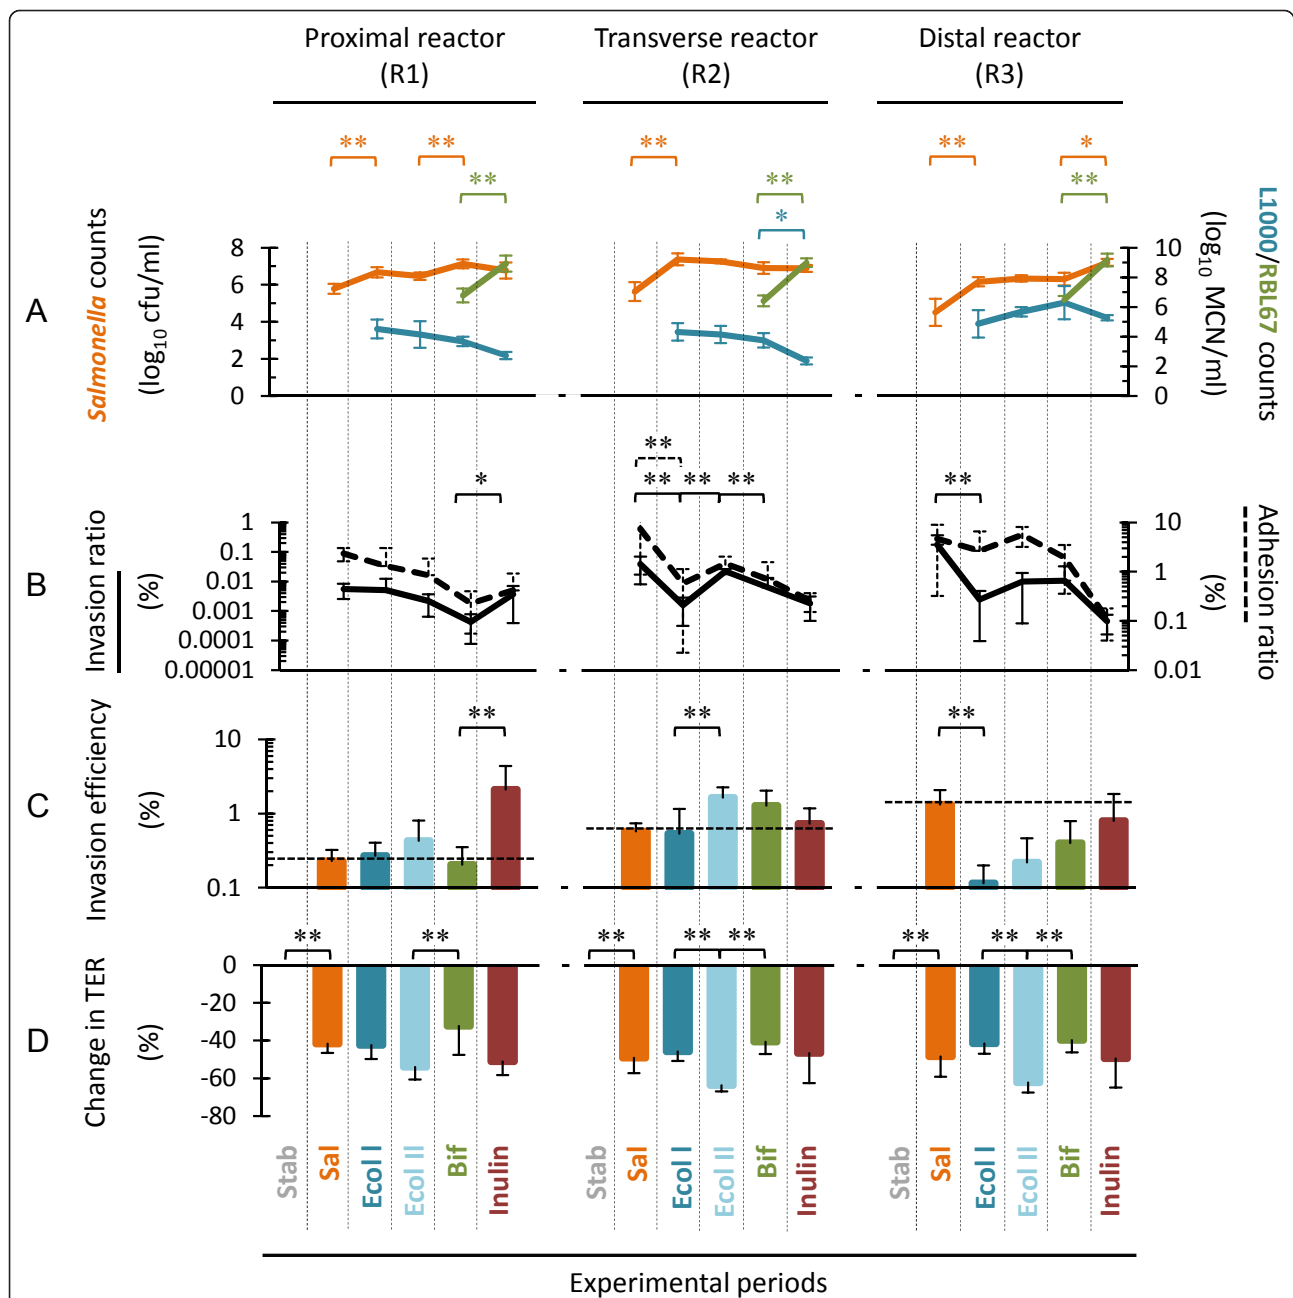 Proximal reactor
(R1)
Transverse reactor
(R2)
Distal reactor
(R3)
** ** **
** ** *
** * **
A
Salmonella counts
(log10 cfu/ml)
8
6
4
2
0
10
8
6
4
2
0
(log10 MCN/ml)
L1000/RBL67 counts
*
** ** ** **
**
B
Invasion ratio
(%)
1
0.1
0.01
0.001
0.0001
0.00001
10
1
0.1
0.01
(%)
Adhesion ratio
** ** **
C
Invasion efficiency
(%)
10
1
0.1
** **
** ** **
** ** **
D
Change in TER
(%)
0
-20
-40
-60
-80
Stab Sal Ecol I Ecol II Bif Inulin
Stab Sal Ecol I Ecol II Bif Inulin
Stab Sal Ecol I Ecol II Bif Inulin
Experimental periods